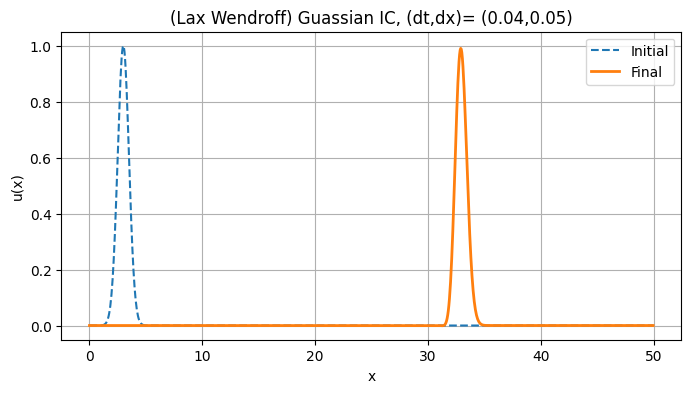 (Lax Wendroff) Guassian IC, (dt,dx)= (0.04,0.05)
Initial
Final
u(x)
1.0
0.8
0.6
0.4
0.2
0.0
0 10 20 30 40 50
x